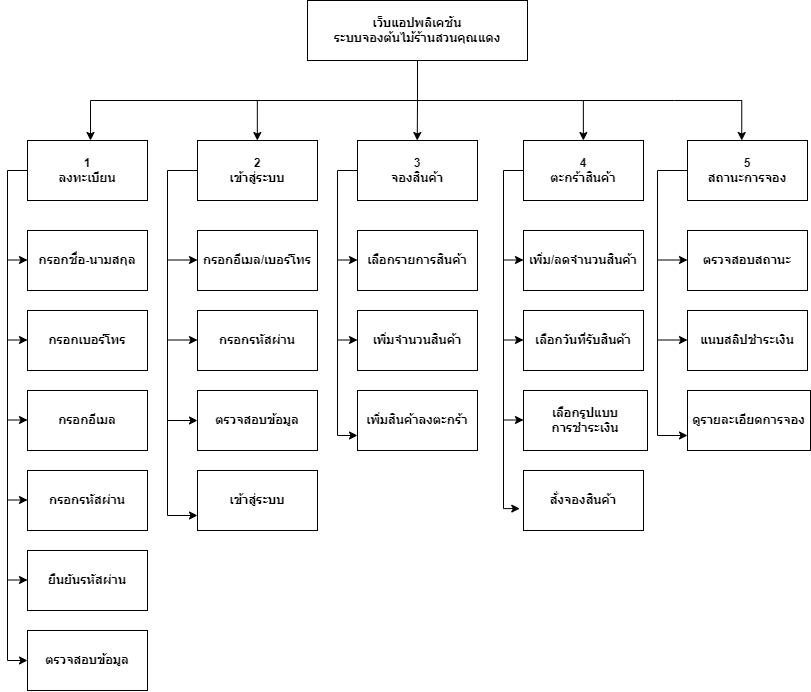 เว็บแอปพลิเคชัน
ระบบจองต้นไม้ร้านสวนคุณแดง
1
ลงทะเบียน
กรอกชื่อ-นามสกุล
กรอกเบอร์โทร
กรอกอีเมล
กรอกรหัสผ่าน
ยืนยันรหัสผ่าน
ตรวจสอบข้อมูล
2
เข้าสู่ระบบ
กรอกอีเมล/เบอร์โทร
กรอกรหัสผ่าน
ตรวจสอบข้อมูล
เข้าสู่ระบบ
3
จองสินค้า
เลือกรายการสินค้า
เพิ่มจำนวนสินค้า
เพิ่มสินค้าลงตะกร้า
4
ตะกร้าสินค้า
เพิ่ม/ลดจำนวนสินค้า
เลือกวันที่รับสินค้า
เลือกรูปแบบ
การชำระเงิน
สั่งจองสินค้า
5
สถานะการจอง
ตรวจสอบสถานะ
แนบสลิปชำระเงิน
ดูรายละเอียดการจอง